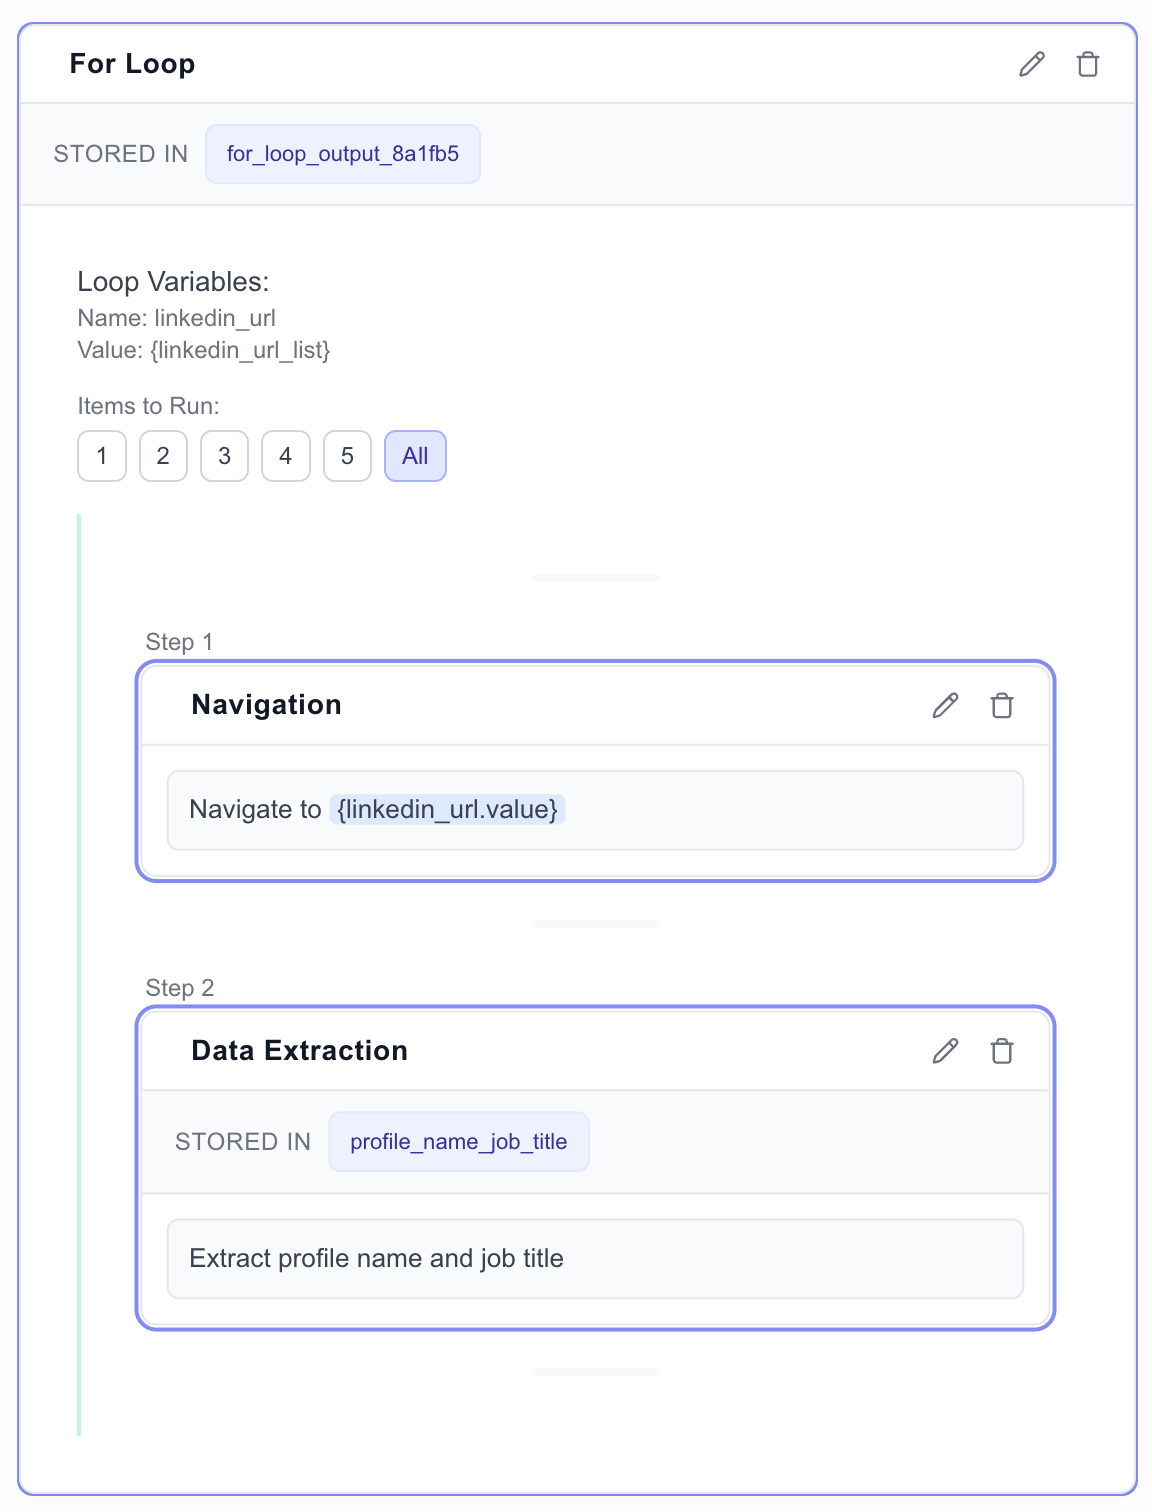 For Loop
STORED IN for_loop_output_8a1fb5
Loop Variables:
Name: linkedin_url
Value: {linkedin_url_list}
Items to Run:
1 2 3 4 5 All
Step 1
Navigation
Navigate to {linkedin_url.value}
Step 2
Data Extraction
STORED IN profile_name_job_title
Extract profile name and job title